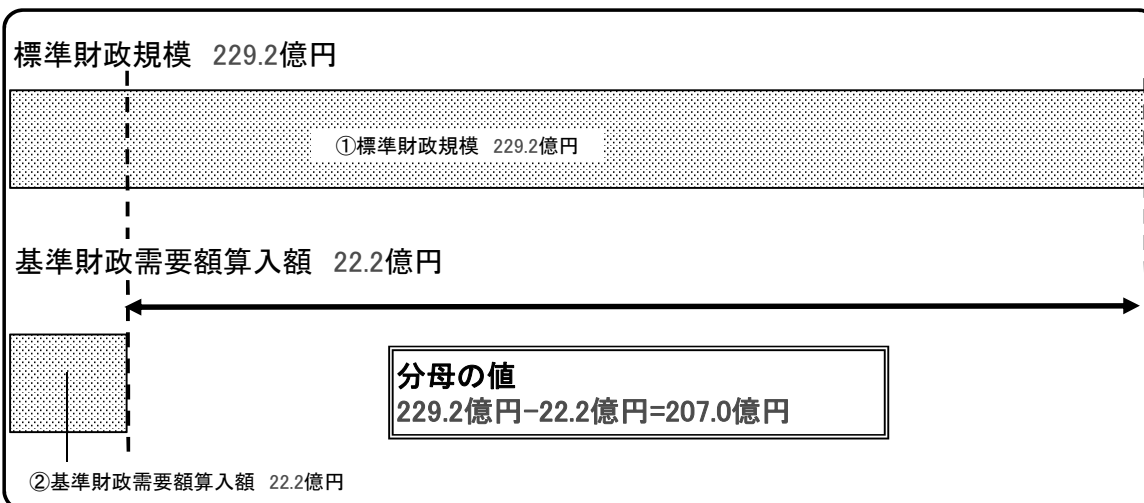 標準財政規模 229.2億円
①標準財政規模 229.2億円
基準財政需要額算入額 22.2億円
分母の値
229.2億円-22.2億円=207.0億円
②基準財政需要額算入額 22.2億円